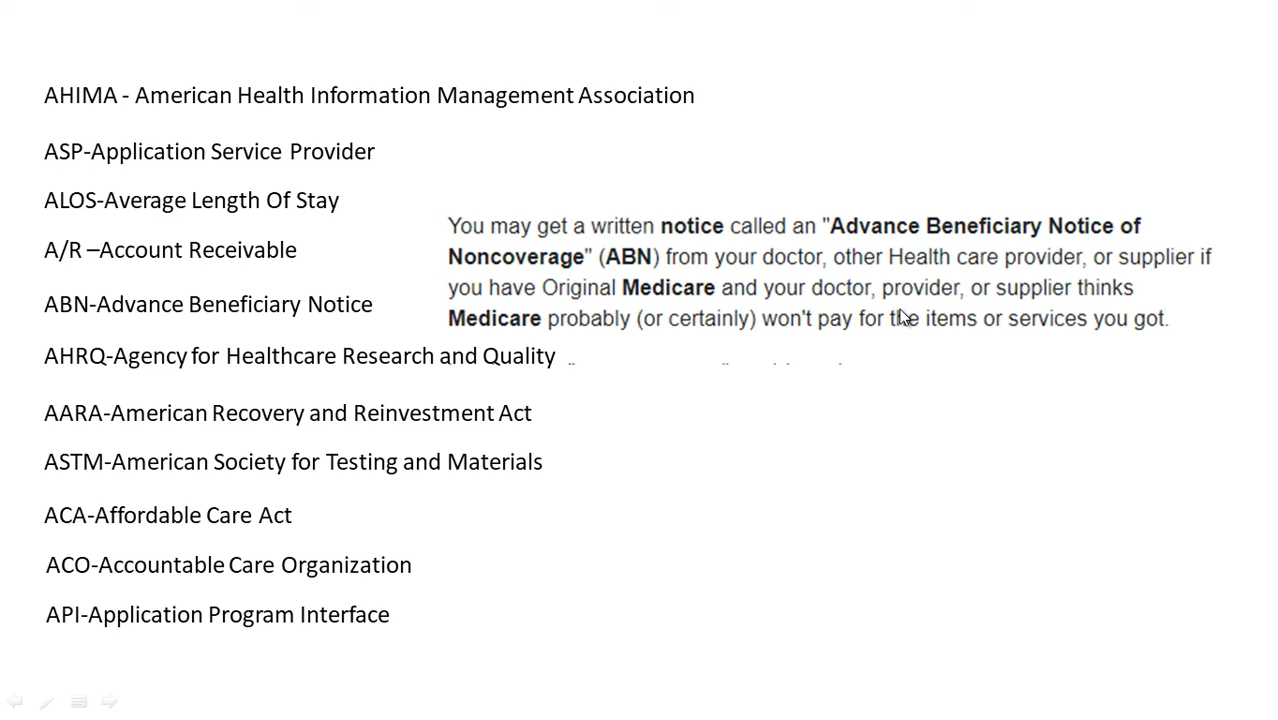 AHIMA - American Health Information Management Association
ASP-Application Service Provider
ALOS-Average Length Of Stay
A/R –Account Receivable
ABN-Advance Beneficiary Notice
AHRQ-Agency for Healthcare Research and Quality
AARA-American Recovery and Reinvestment Act
ASTM-American Society for Testing and Materials
ACA-Affordable Care Act
ACO-Accountable Care Organization
API-Application Program Interface
You may get a written notice called an "Advance Beneficiary Notice of
Noncoverage" (ABN) from your doctor, other Health care provider, or supplier if
you have Original Medicare and your doctor, provider, or supplier thinks
Medicare probably (or certainly) won't pay for the items or services you got.